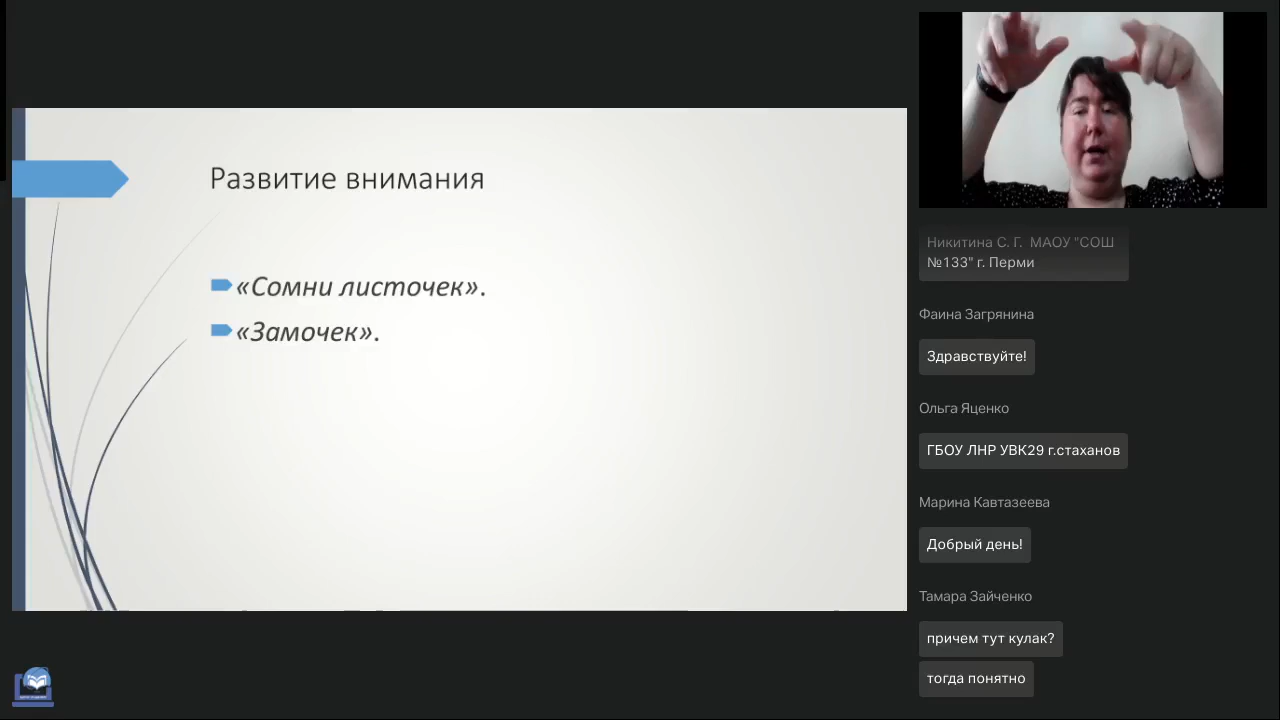 Развитие внимания
«Сомни листочек».
«Замочек».
Никитина С. Г. МАОУ "СОШ
№133" г. Перми
Фаина Загрянина
Здравствуйте!
Ольга Яценко
ГБОУ ЛНР УВК29 г.стаханов
Марина Кавтазеева
Добрый день!
Тамара Зайченко
причем тут кулак?
тогда понятно